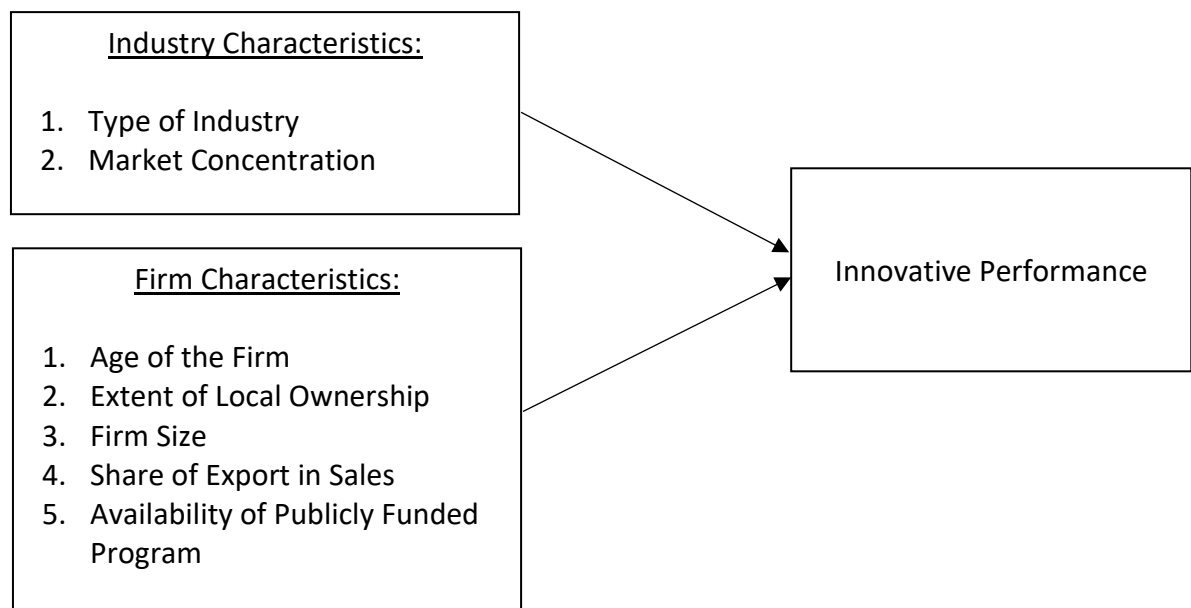 Industry Characteristics:
1. Type of Industry
2. Market Concentration
Firm Characteristics:
1. Age of the Firm
2. Extent of Local Ownership
3. Firm Size
4. Share of Export in Sales
5. Availability of Publicly Funded
Program
Innovative Performance